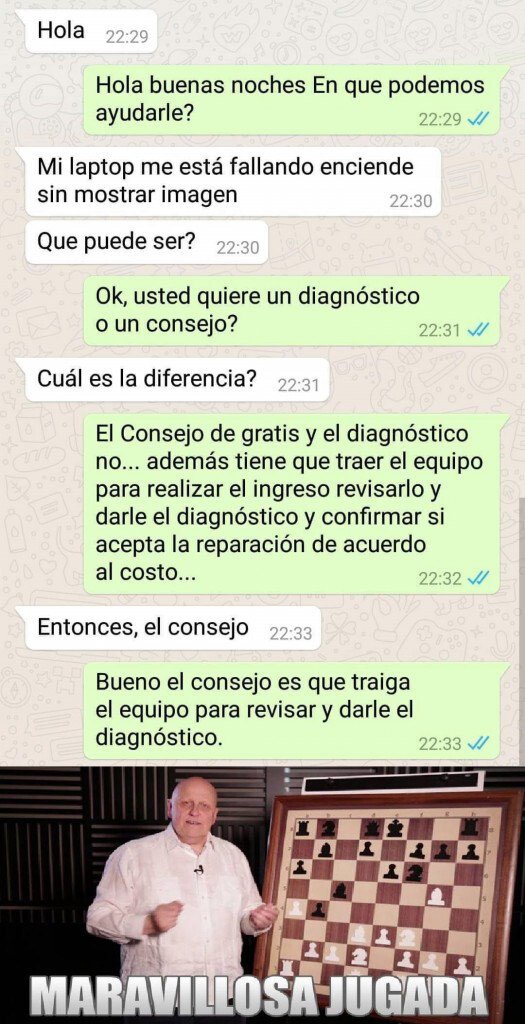 Hola 22:29
Hola buenas noches En que podemos
ayudarle? 22:29
Mi laptop me está fallando enciende
sin mostrar imagen 22:30
Que puede ser? 22:30
Ok, usted quiere un diagnóstico
o un consejo? 22:31
Cuál es la diferencia? 22:31
El Consejo de gratis y el diagnóstico
no... además tiene que traer el equipo
para realizar el ingreso revisarlo y
darle el diagnóstico y confirmar si
acepta la reparación de acuerdo
al costo... 22:32
Entonces, el consejo 22:33
Bueno el consejo es que traiga
el equipo para revisar y darle el
diagnóstico. 22:33
MARAVILLOSA JUGADA